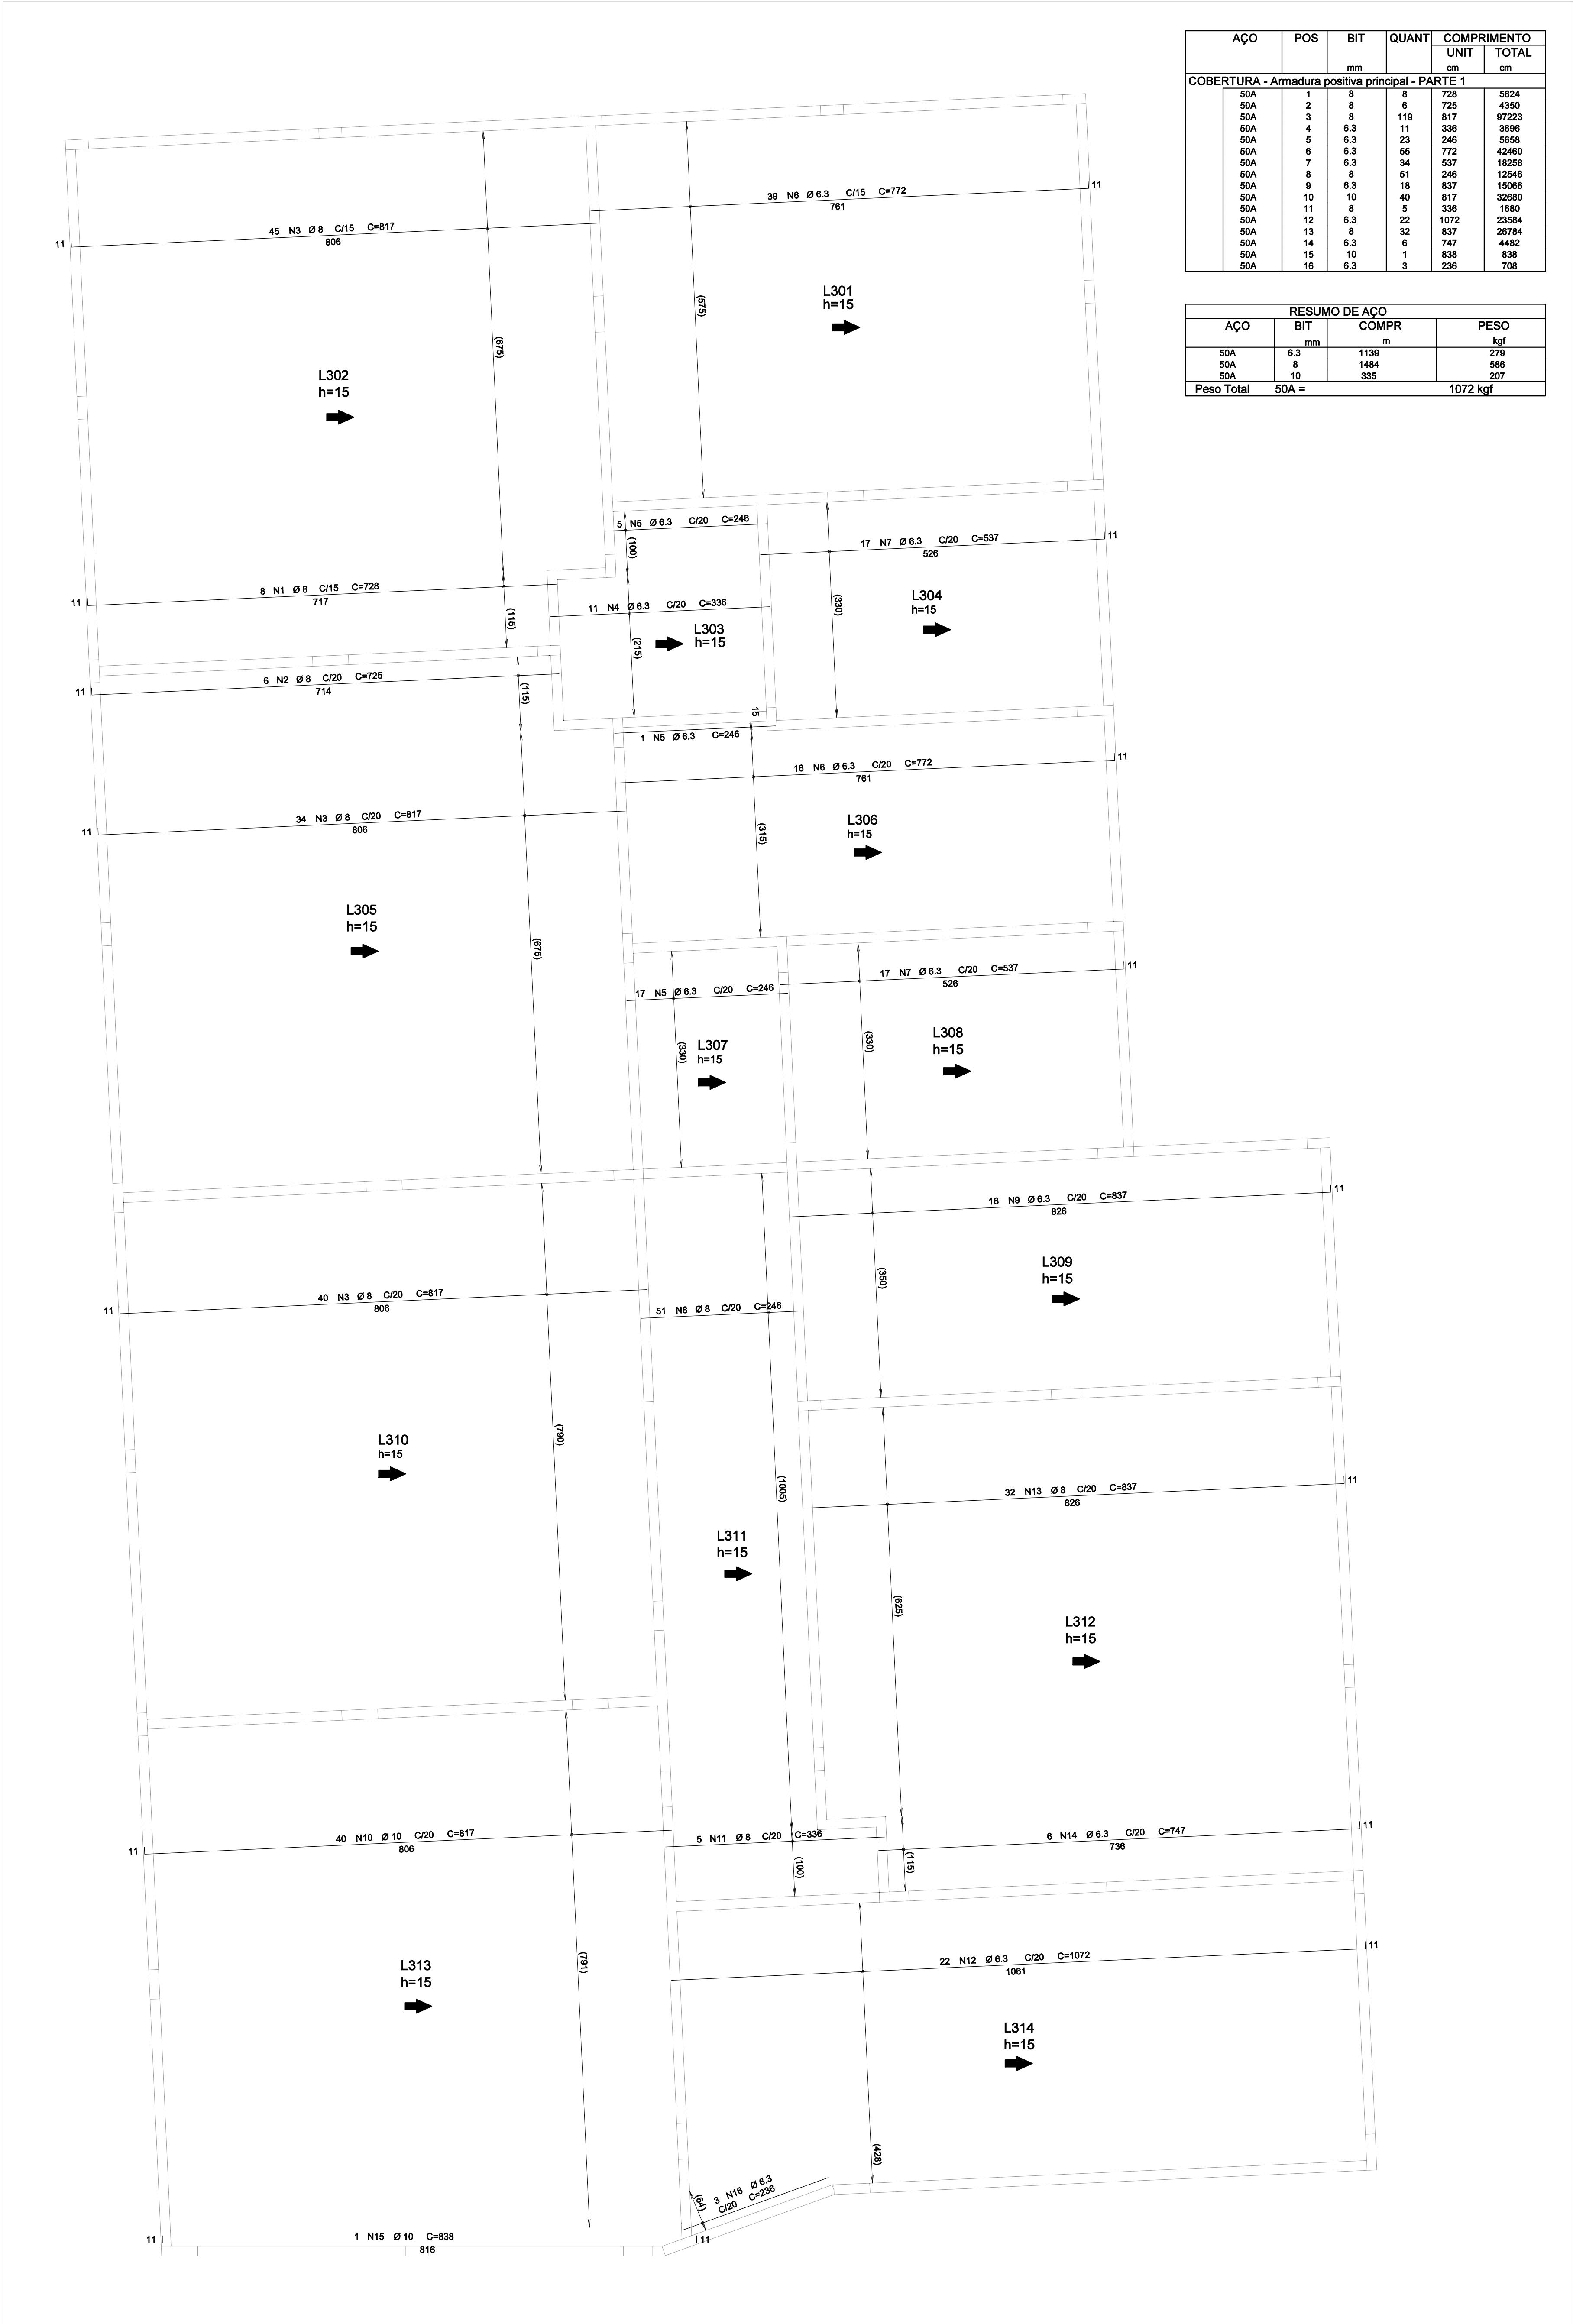 AÇO POS BIT QUANT COMPRIMENTO
UNIT TOTAL
mm cm cm
COBERTURA - Armadura positiva principal - PARTE 1
50A 1 8 8 728 5824
50A 2 8 6 725 4350
50A 3 8 119 817 97223
50A 4 6.3 11 336 3696
50A 5 6.3 23 246 5658
50A 6 6.3 55 772 42460
50A 7 6.3 34 537 18258
50A 8 8 51 246 12546
50A 9 6.3 18 837 15066
50A 10 10 40 817 32680
50A 11 8 5 336 1680
50A 12 6.3 22 1072 23584
50A 13 8 32 837 26784
50A 14 6.3 6 747 4482
50A 15 10 1 838 838
50A 16 6.3 3 236 708
RESUMO DE AÇO
AÇO BIT COMPR PESO
mm m kgf
50A 6.3 1139 279
50A 8 1484 586
50A 10 335 207
Peso Total 50A = 1072 kgf
39 N6 Ø 6.3 C/15 C=772
761
11
45 N3 Ø 8 C/15 C=817
806
11
(575)
(675)
L301
h=15
L302
h=15
5 N5 Ø 6.3 C/20 C=246
(100)
17 N7 Ø 6.3 C/20 C=537
526
11
8 N1 Ø 8 C/15 C=728
717
11
(115)
11 N4 Ø 6.3 C/20 C=336
(215)
L303
h=15
(330)
L304
h=15
6 N2 Ø 8 C/20 C=725
714
11
(115)
15
1 N5 Ø 6.3 C=246
16 N6 Ø 6.3 C/20 C=772
761
11
34 N3 Ø 8 C/20 C=817
806
11
(315)
L306
h=15
L305
h=15
(675)
17 N7 Ø 6.3 C/20 C=537
526
11
17 N5 Ø 6.3 C/20 C=246
(330)
L307
h=15
(330)
L308
h=15
18 N9 Ø 6.3 C/20 C=837
826
11
(350)
L309
h=15
40 N3 Ø 8 C/20 C=817
806
11
51 N8 Ø 8 C/20 C=246
(790)
L310
h=15
(1005)
32 N13 Ø 8 C/20 C=837
826
11
L311
h=15
(625)
L312
h=15
40 N10 Ø 10 C/20 C=817
806
11
5 N11 Ø 8 C/20 C=336
(100)
6 N14 Ø 6.3 C/20 C=747
736
11
(115)
22 N12 Ø 6.3 C/20 C=1072
1061
11
(791)
L313
h=15
L314
h=15
(428)
(64)
3 N16 Ø 6.3
C/20 C=236
11
1 N15 Ø 10 C=838
816
11